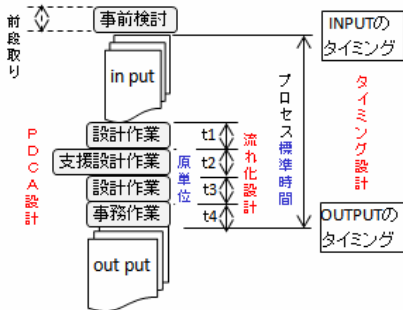 前段取り
事前検討
INPUTの
タイミング
in put
プロセス標準時間
タイミング設計
PDCA設計
設計作業
t1
支援設計作業
t2
設計作業
t3
事務作業
t4
原単位
流れ化設計
OUTPUTの
タイミング
out put